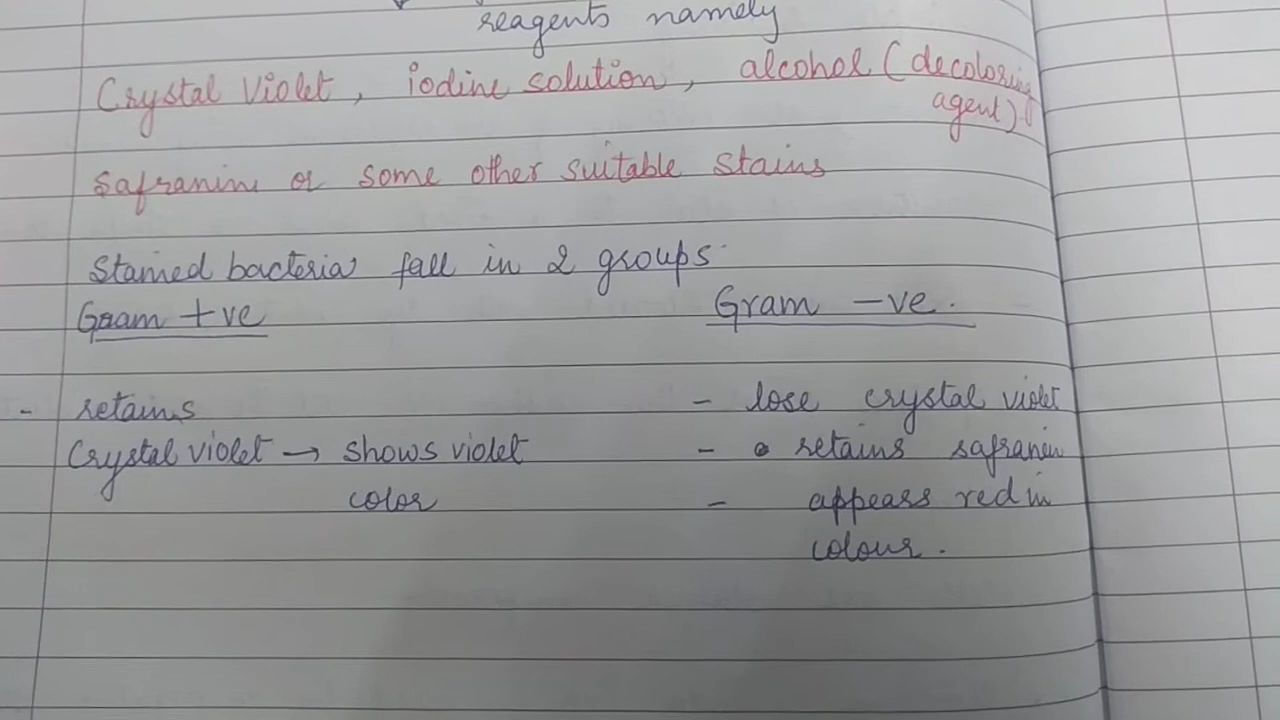 reagents namely
Crystal Violet, iodine solution, alcohol (decoloring
agent).
Safranin or some other suitable stains
Stained bacteria fall in 2 groups.
Gram +ve Gram -ve.
- retains - lose crystal violet
Crystal violet → shows violet - retains safranin
color - appears red in
colour.